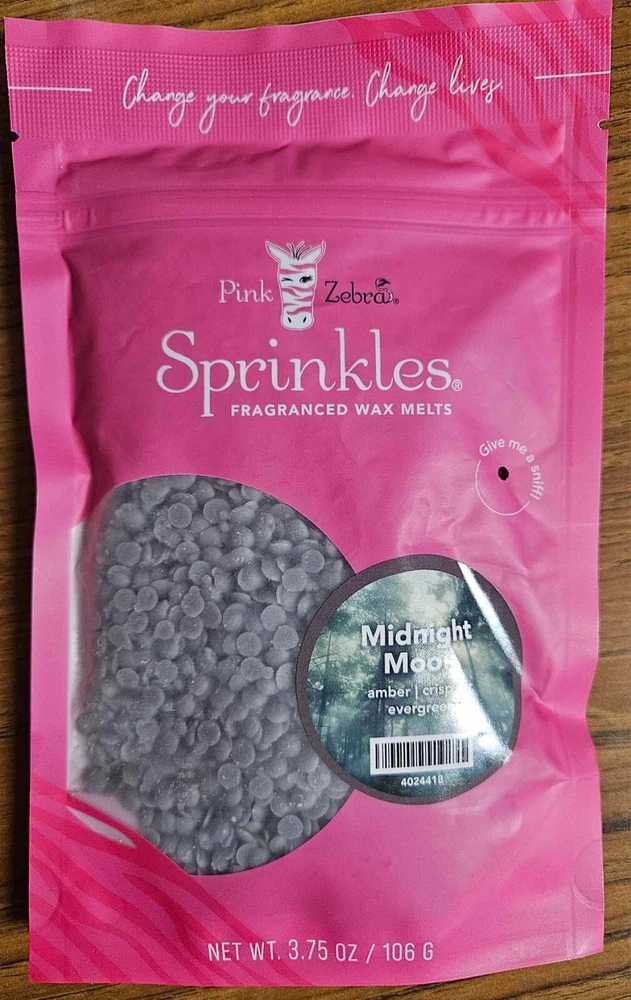 Change your fragrance. Change lives.
Pink Zebra®
Sprinkles®
FRAGRANCED WAX MELTS
Give me a sniff!
Midnight
amber |
4024418
NET WT. 3.75 OZ / 106 G